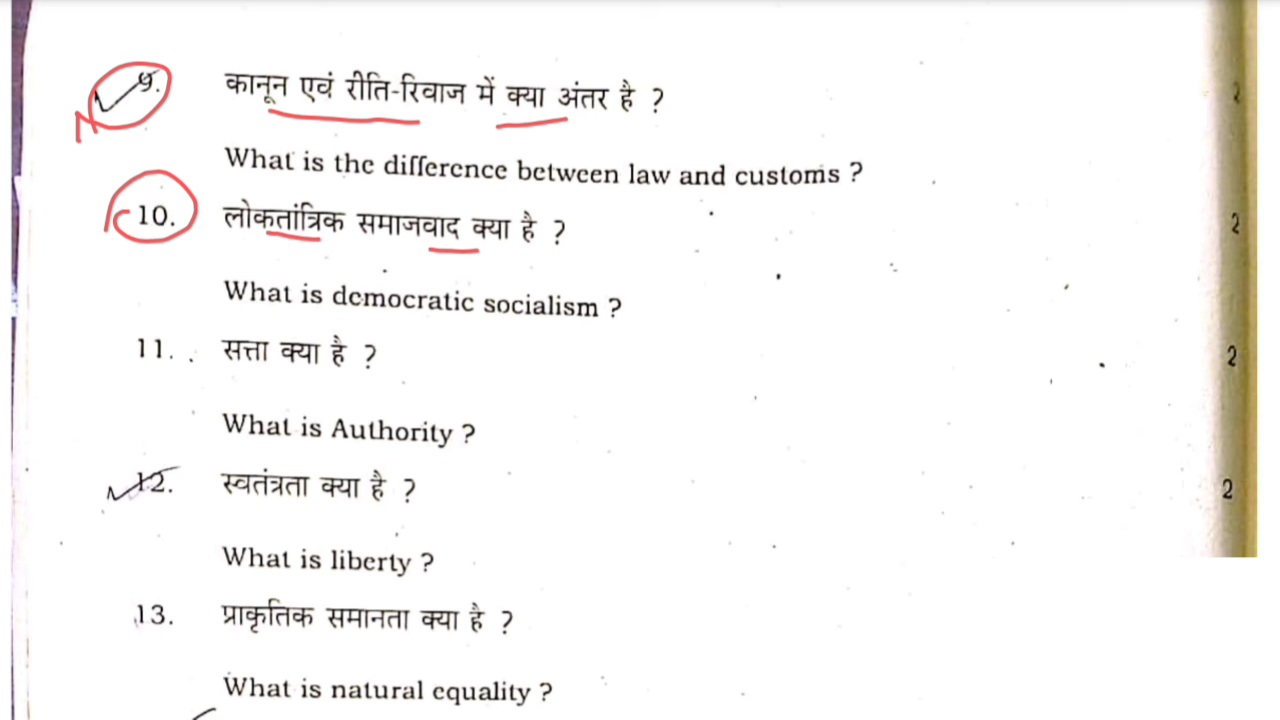 9. कानून एवं रीति-रिवाज में क्या अंतर है ? 2
What is the difference between law and customs ?
10. लोकतांत्रिक समाजवाद क्या है ? 2
What is democratic socialism ?
11. सत्ता क्या है ? 2
What is Authority ?
12. स्वतंत्रता क्या है ? 2
What is liberty ?
13. प्राकृतिक समानता क्या है ?
What is natural equality ?